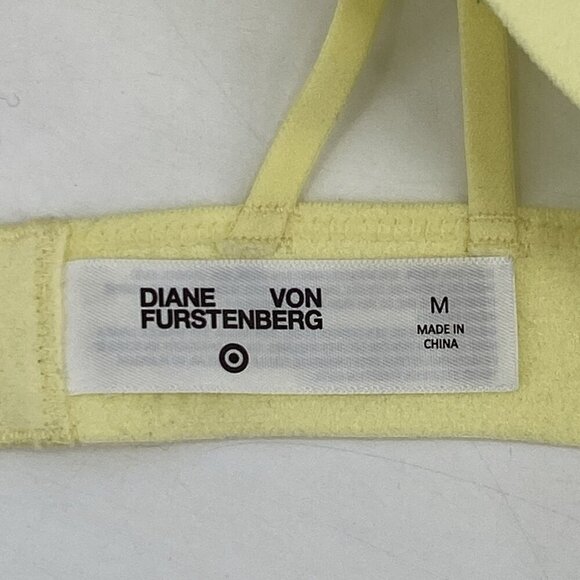 DIANE VON
FURSTENBERG
M
MADE IN
CHINA